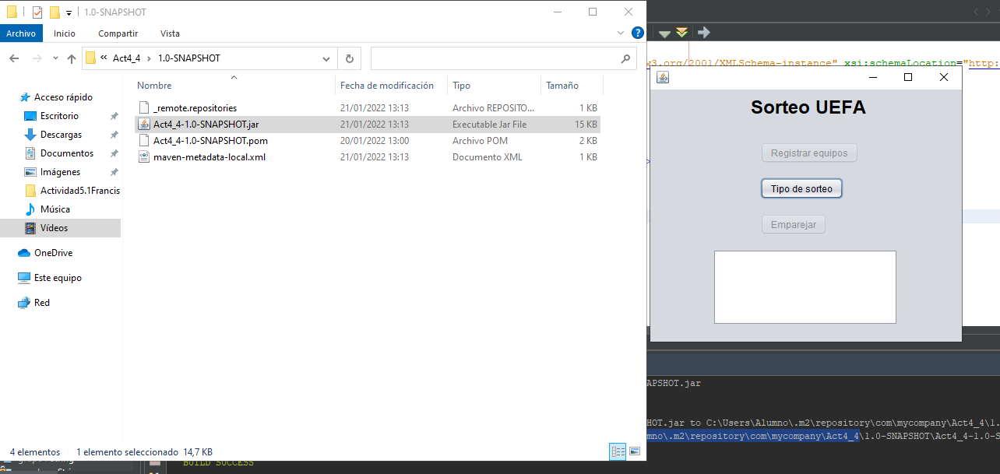 1.0-SNAPSHOT
Archivo Inicio Compartir Vista
« Act4_4 > 1.0-SNAPSHOT
Nombre Fecha de modificación Tipo Tamaño
_remote.repositories 21/01/2022 13:13 Archivo REPOSITO... 1 KB
Act4_4-1.0-SNAPSHOT.jar 21/01/2022 13:13 Executable Jar File 15 KB
Act4_4-1.0-SNAPSHOT.pom 20/01/2022 13:00 Archivo POM 2 KB
maven-metadata-local.xml 21/01/2022 13:13 Documento XML 1 KB
Acceso rápido
Escritorio
Descargas
Documentos
Imágenes
Actividad5.1Francis
Música
Vídeos
OneDrive
Este equipo
Red
4 elementos 1 elemento seleccionado 14,7 KB
w3.org/2001/XMLSchema-instance" xsi:schemaLocation="http:
Sorteo UEFA
Registrar equipos
Tipo de sorteo
Emparejar
APSHOT.jar
HOT.jar to C:\Users\Alumno\.m2\repository\com\mycompany\Act4_4\1.
mno\.m2\repository\com\mycompany\Act4_4\1.0-SNAPSHOT\Act4_4-1.0-S
BUILD SUCCESS